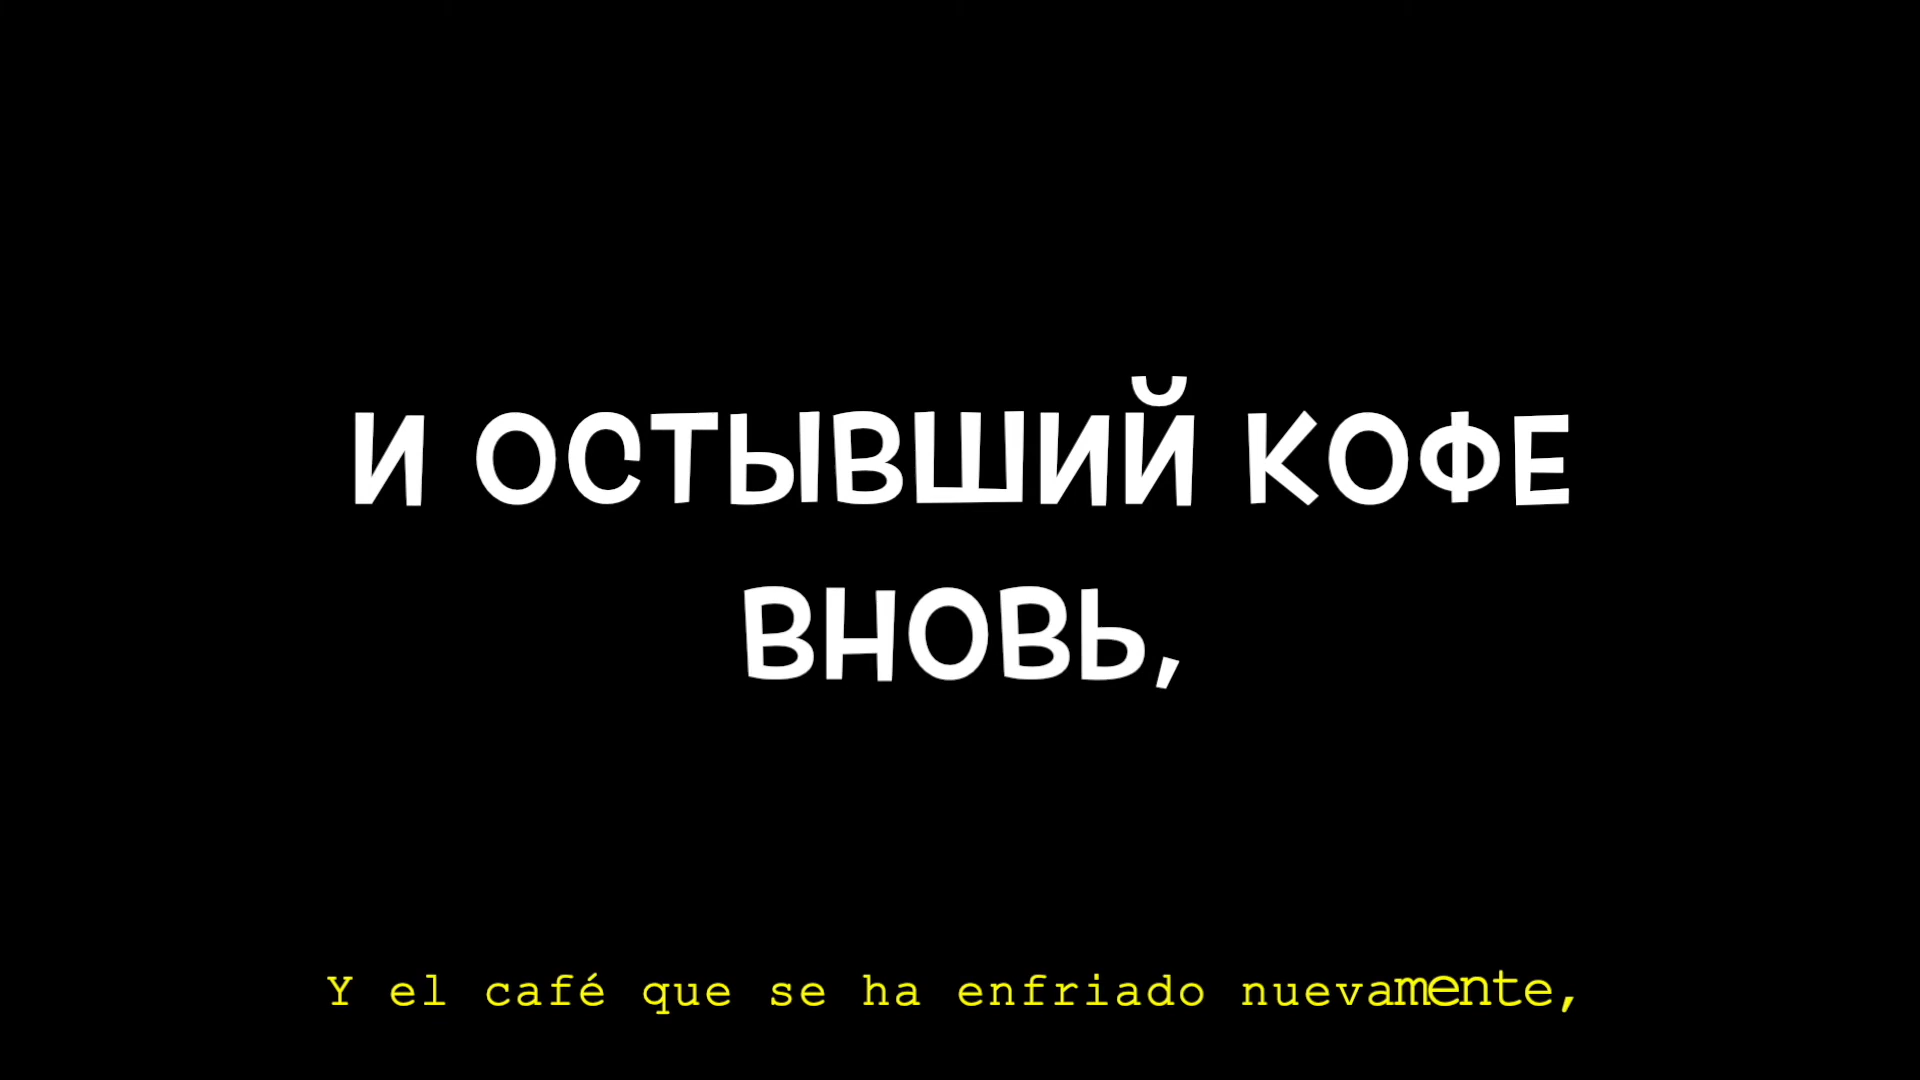 И ОСТЫВШИЙ КОФЕ
ВНОВЬ,
Y el café que se ha enfriado nuevamente,